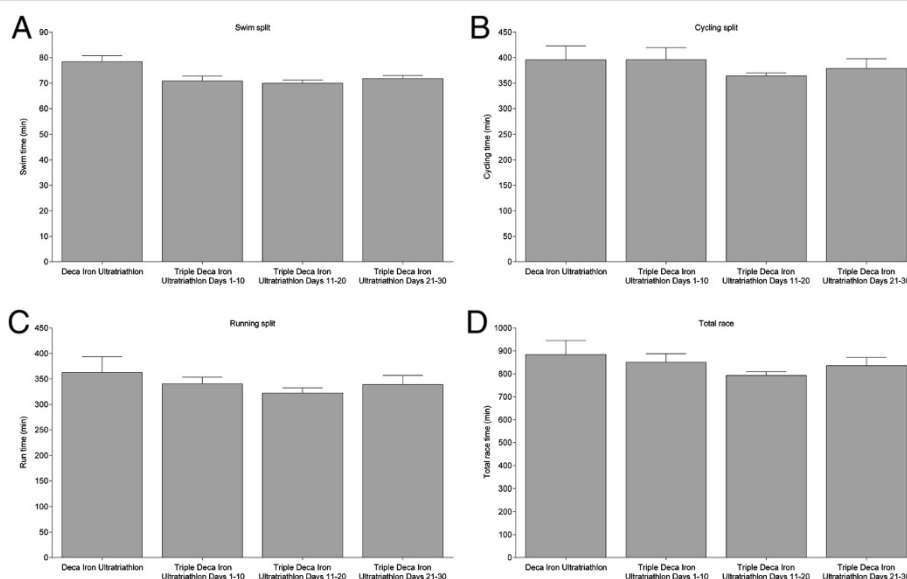 A
Swim split
Swim time (min)
90
80
70
60
50
40
30
20
10
0
Deca Iron Ultratriathlon
Triple Deca Iron
Ultratriathlon Days 1-10
Triple Deca Iron
Ultratriathlon Days 11-20
Triple Deca Iron
Ultratriathlon Days 21-30
B
Cycling split
Cycling time (min)
450
400
350
300
250
200
150
100
50
0
Deca Iron Ultratriathlon
Triple Deca Iron
Ultratriathlon Days 1-10
Triple Deca Iron
Ultratriathlon Days 11-20
Triple Deca Iron
Ultratriathlon Days 21-30
C
Running split
Run time (min)
450
400
350
300
250
200
150
100
50
0
Deca Iron Ultratriathlon
Triple Deca Iron
Ultratriathlon Days 1-10
Triple Deca Iron
Ultratriathlon Days 11-20
Triple Deca Iron
Ultratriathlon Days 21-30
D
Total race
Total race time (min)
1000
900
800
700
600
500
400
300
200
100
0
Deca Iron Ultratriathlon
Triple Deca Iron
Ultratriathlon Days 1-10
Triple Deca Iron
Ultratriathlon Days 11-20
Triple Deca Iron
Ultratriathlon Days 21-30